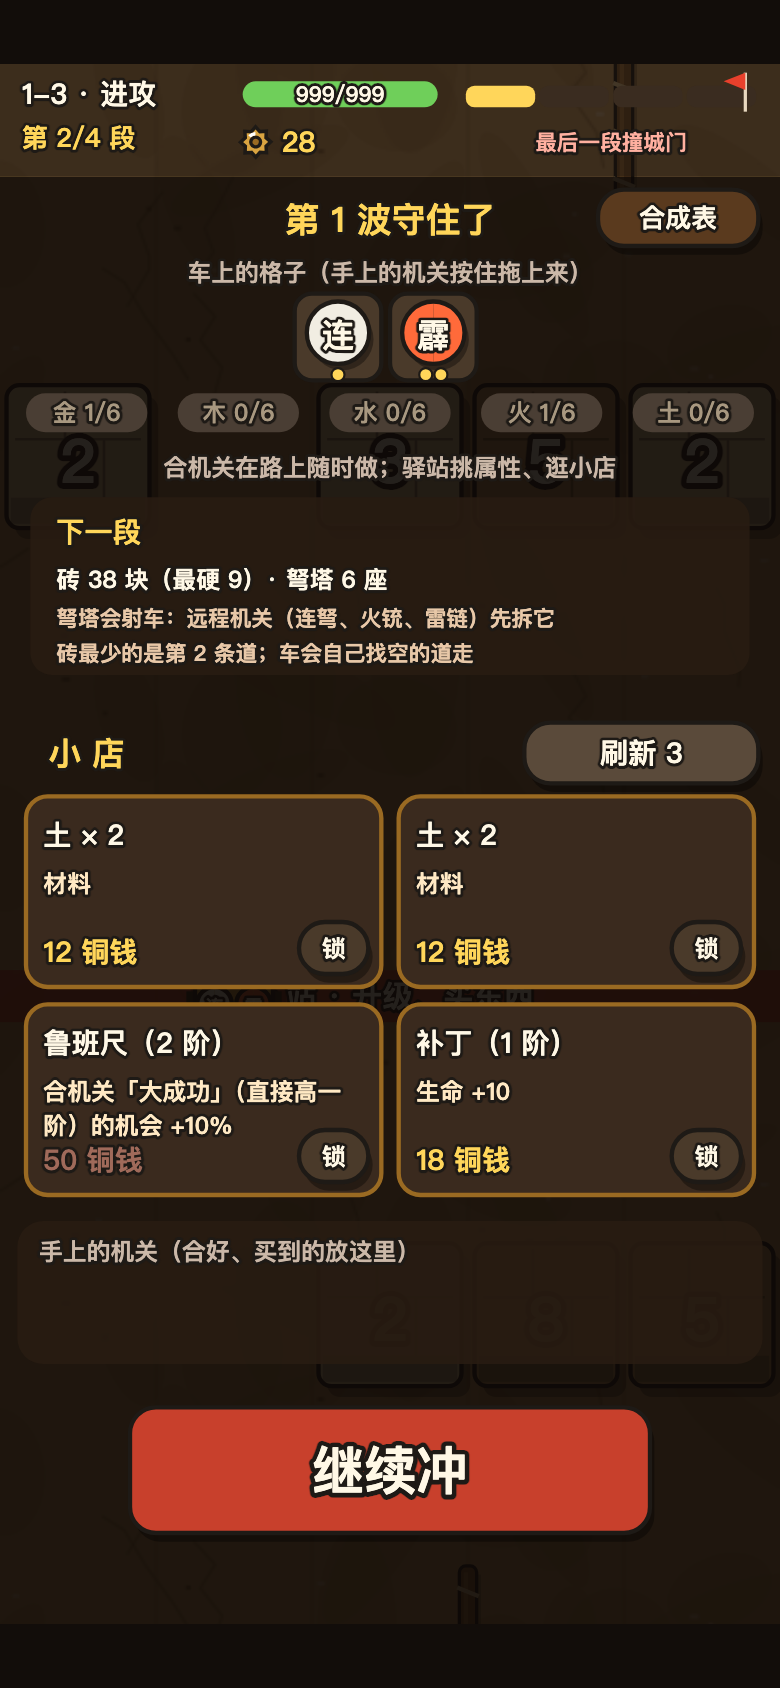 1-3 · 进攻
999/999
第 2/4 段
28
最后一段撞城门
第 1 波守住了
合成表
车上的格子（手上的机关按住拖上来）
连
霹
金 1/6
木 0/6
水 0/6
火 1/6
土 0/6
2
3
5
2
合机关在路上随时做；驿站挑属性、逛小店
下一段
砖 38 块（最硬 9）· 弩塔 6 座
弩塔会射车：远程机关（连弩、火铳、雷链）先拆它
砖最少的是第 2 条道；车会自己找空的道走
小 店
刷新 3
土 × 2
材料
12 铜钱
锁
土 × 2
材料
12 铜钱
锁
鲁班尺（2 阶）
合机关「大成功」（直接高一
阶）的机会 +10%
50 铜钱
锁
补丁（1 阶）
生命 +10
18 铜钱
锁
手上的机关（合好、买到的放这里）
2
8
5
继续冲